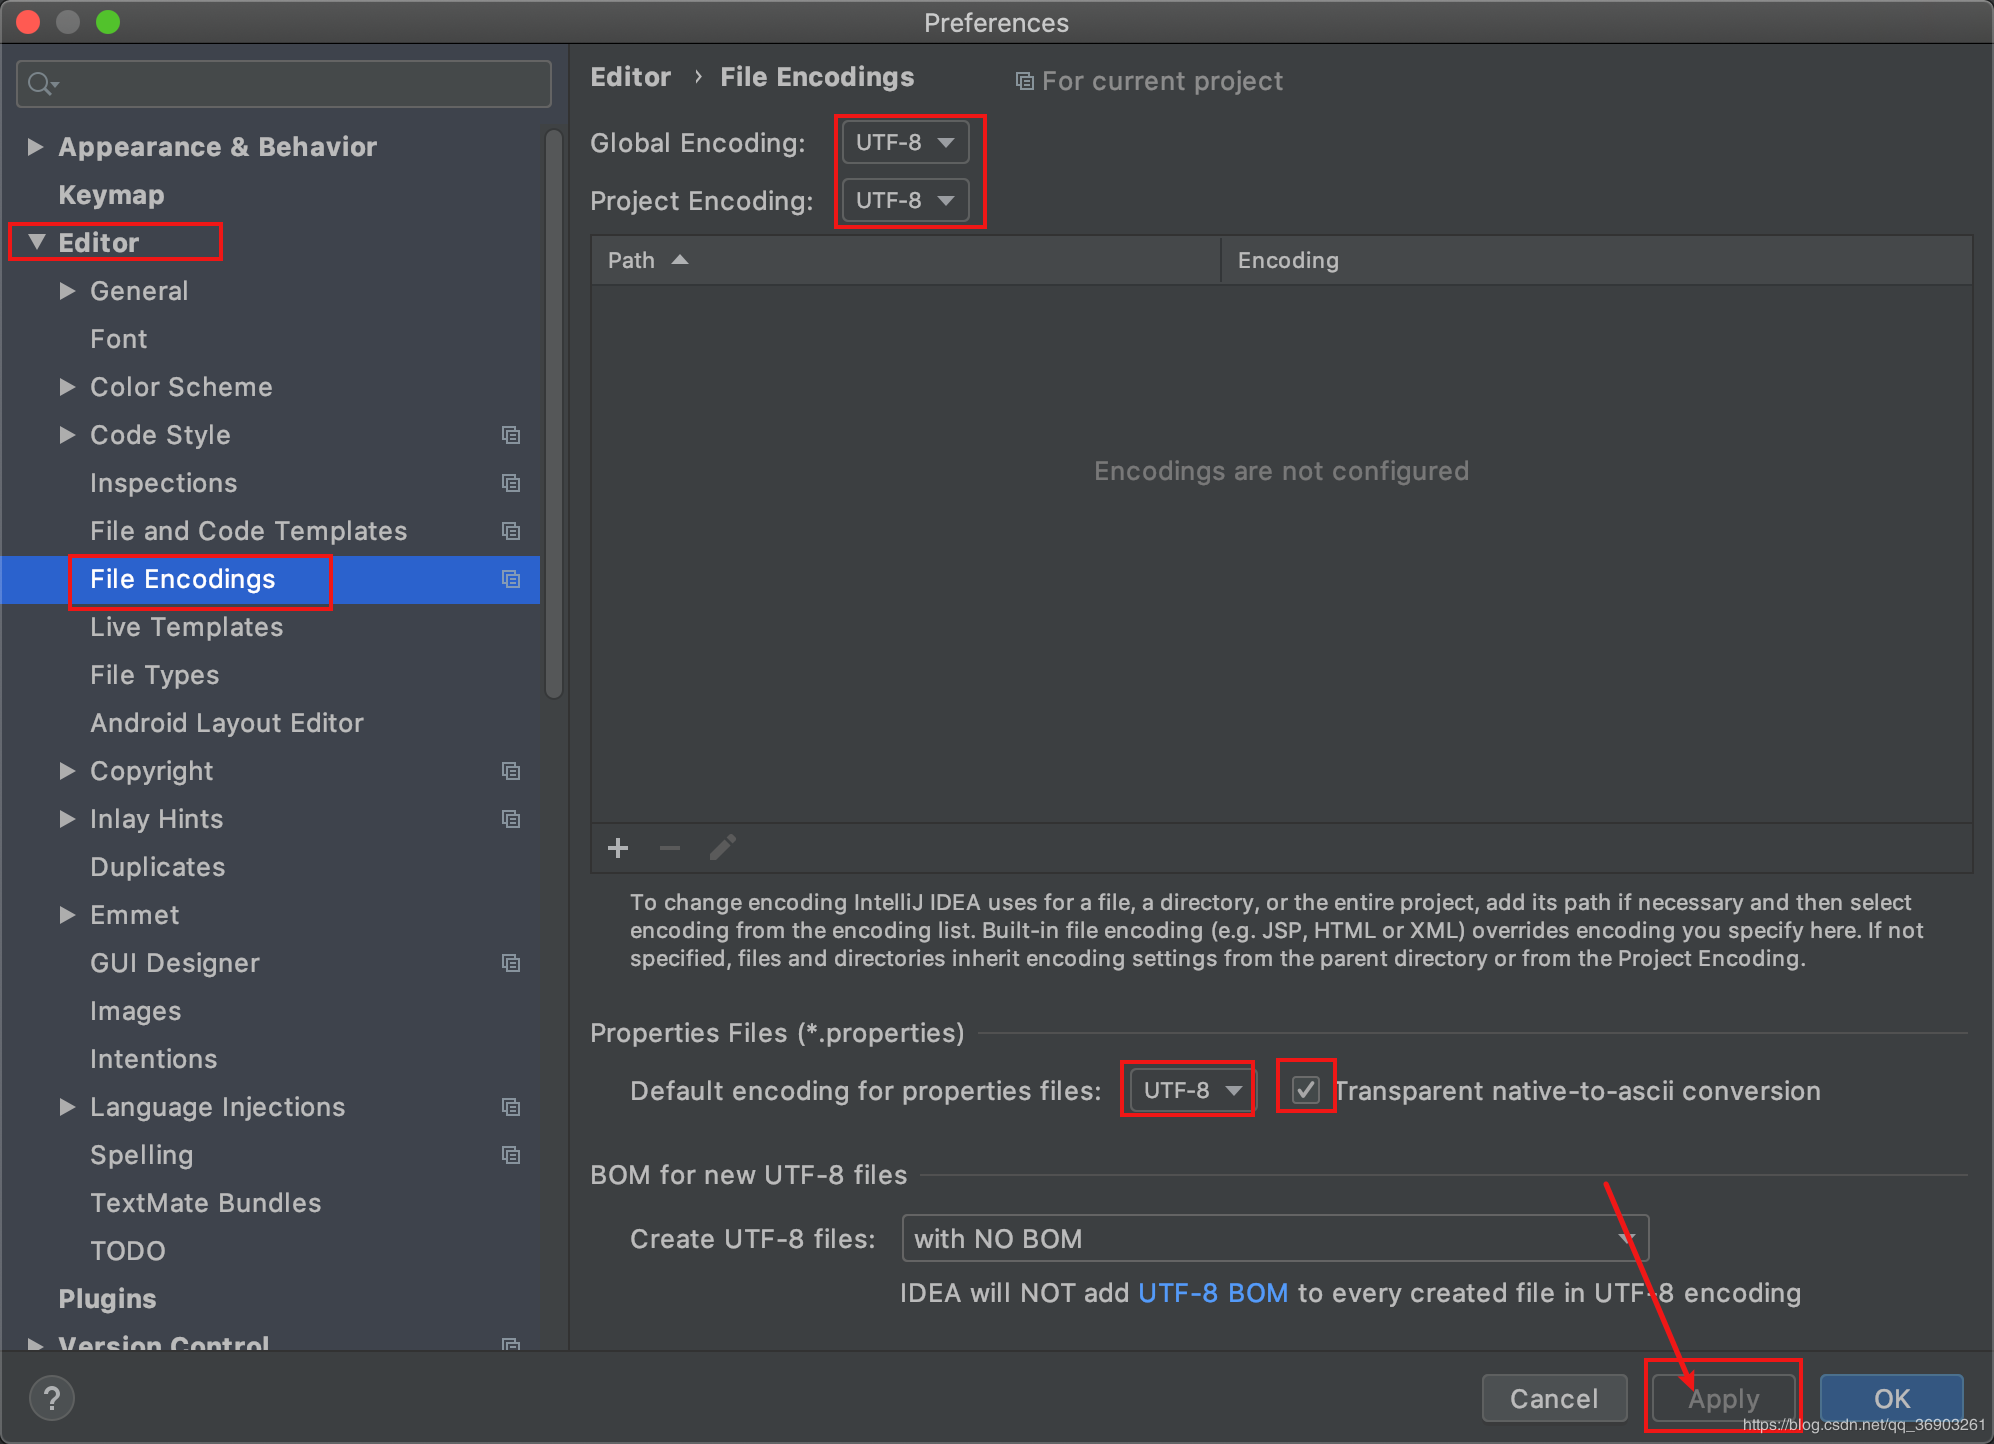 Preferences
Appearance & Behavior
Keymap
Editor
General
Font
Color Scheme
Code Style
Inspections
File and Code Templates
File Encodings
Live Templates
File Types
Android Layout Editor
Copyright
Inlay Hints
Duplicates
Emmet
GUI Designer
Images
Intentions
Language Injections
Spelling
TextMate Bundles
TODO
Plugins
Version Control
Editor › File Encodings
For current project
Global Encoding: UTF-8
Project Encoding: UTF-8
Path Encoding
Encodings are not configured
To change encoding IntelliJ IDEA uses for a file, a directory, or the entire project, add its path if necessary and then select
encoding from the encoding list. Built-in file encoding (e.g. JSP, HTML or XML) overrides encoding you specify here. If not
specified, files and directories inherit encoding settings from the parent directory or from the Project Encoding.
Properties Files (*.properties)
Default encoding for properties files: UTF-8 Transparent native-to-ascii conversion
BOM for new UTF-8 files
Create UTF-8 files: with NO BOM
IDEA will NOT add UTF-8 BOM to every created file in UTF-8 encoding
? Cancel Apply OK
https://blog.csdn.net/qq_36903261